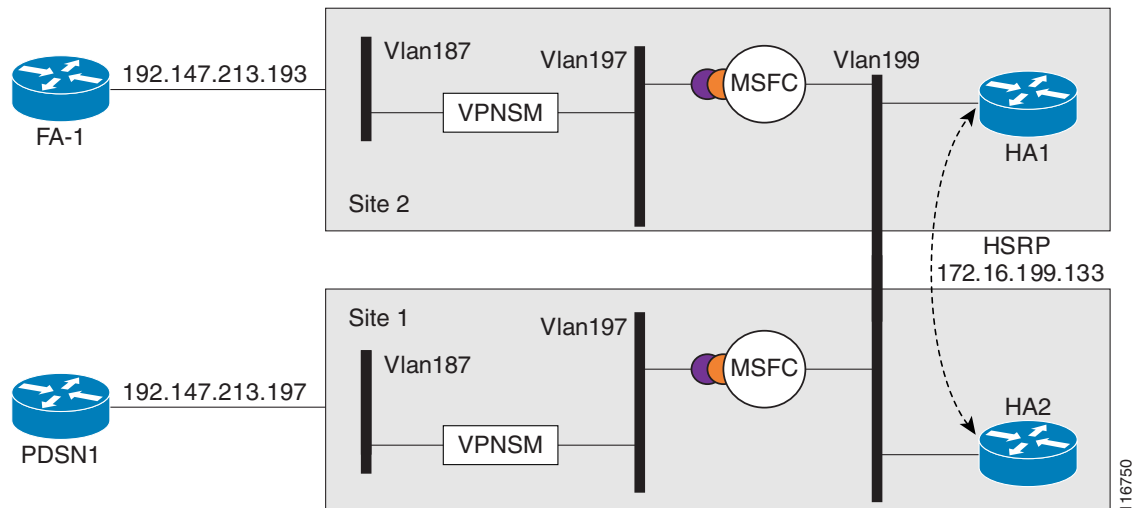 Vlan187
Vlan197
MSFC
Vlan199
192.147.213.193
VPNSM
FA-1
HA1
Site 2
HSRP
172.16.199.133
Site 1
Vlan197
Vlan187
MSFC
192.147.213.197
HA2
VPNSM
PDSN1
116750